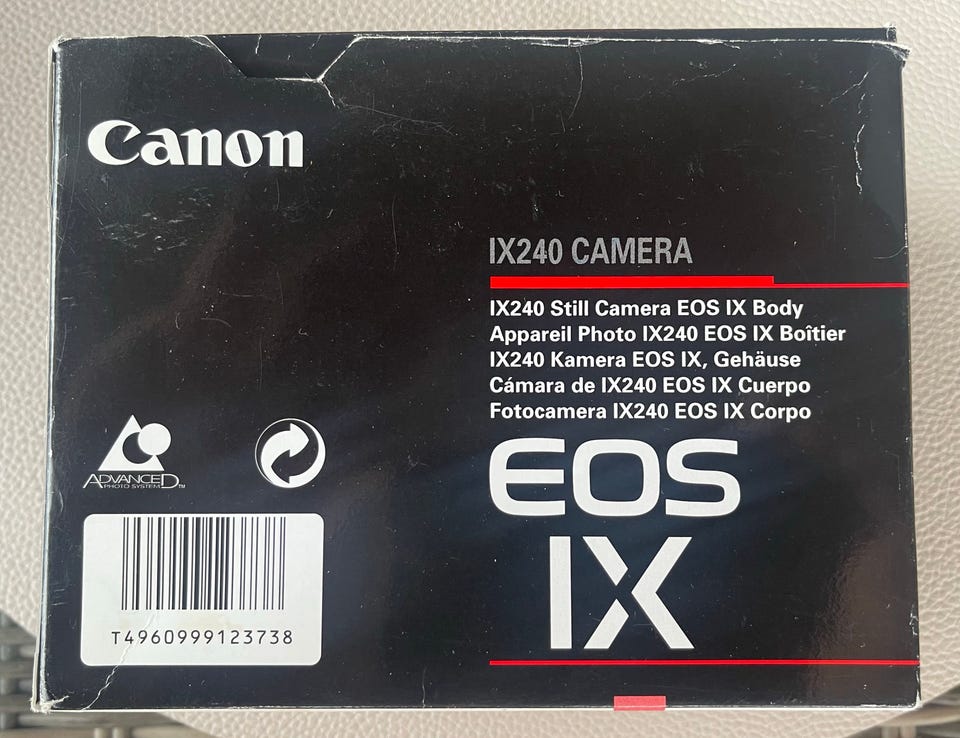 Canon
IX240 CAMERA
IX240 Still Camera EOS IX Body
Appareil Photo IX240 EOS IX Boîtier
IX240 Kamera EOS IX, Gehäuse
Cámara de IX240 EOS IX Cuerpo
Fotocamera IX240 EOS IX Corpo
EOS
IX
ADVANCED
PHOTO SYSTEM™
T4960999123738